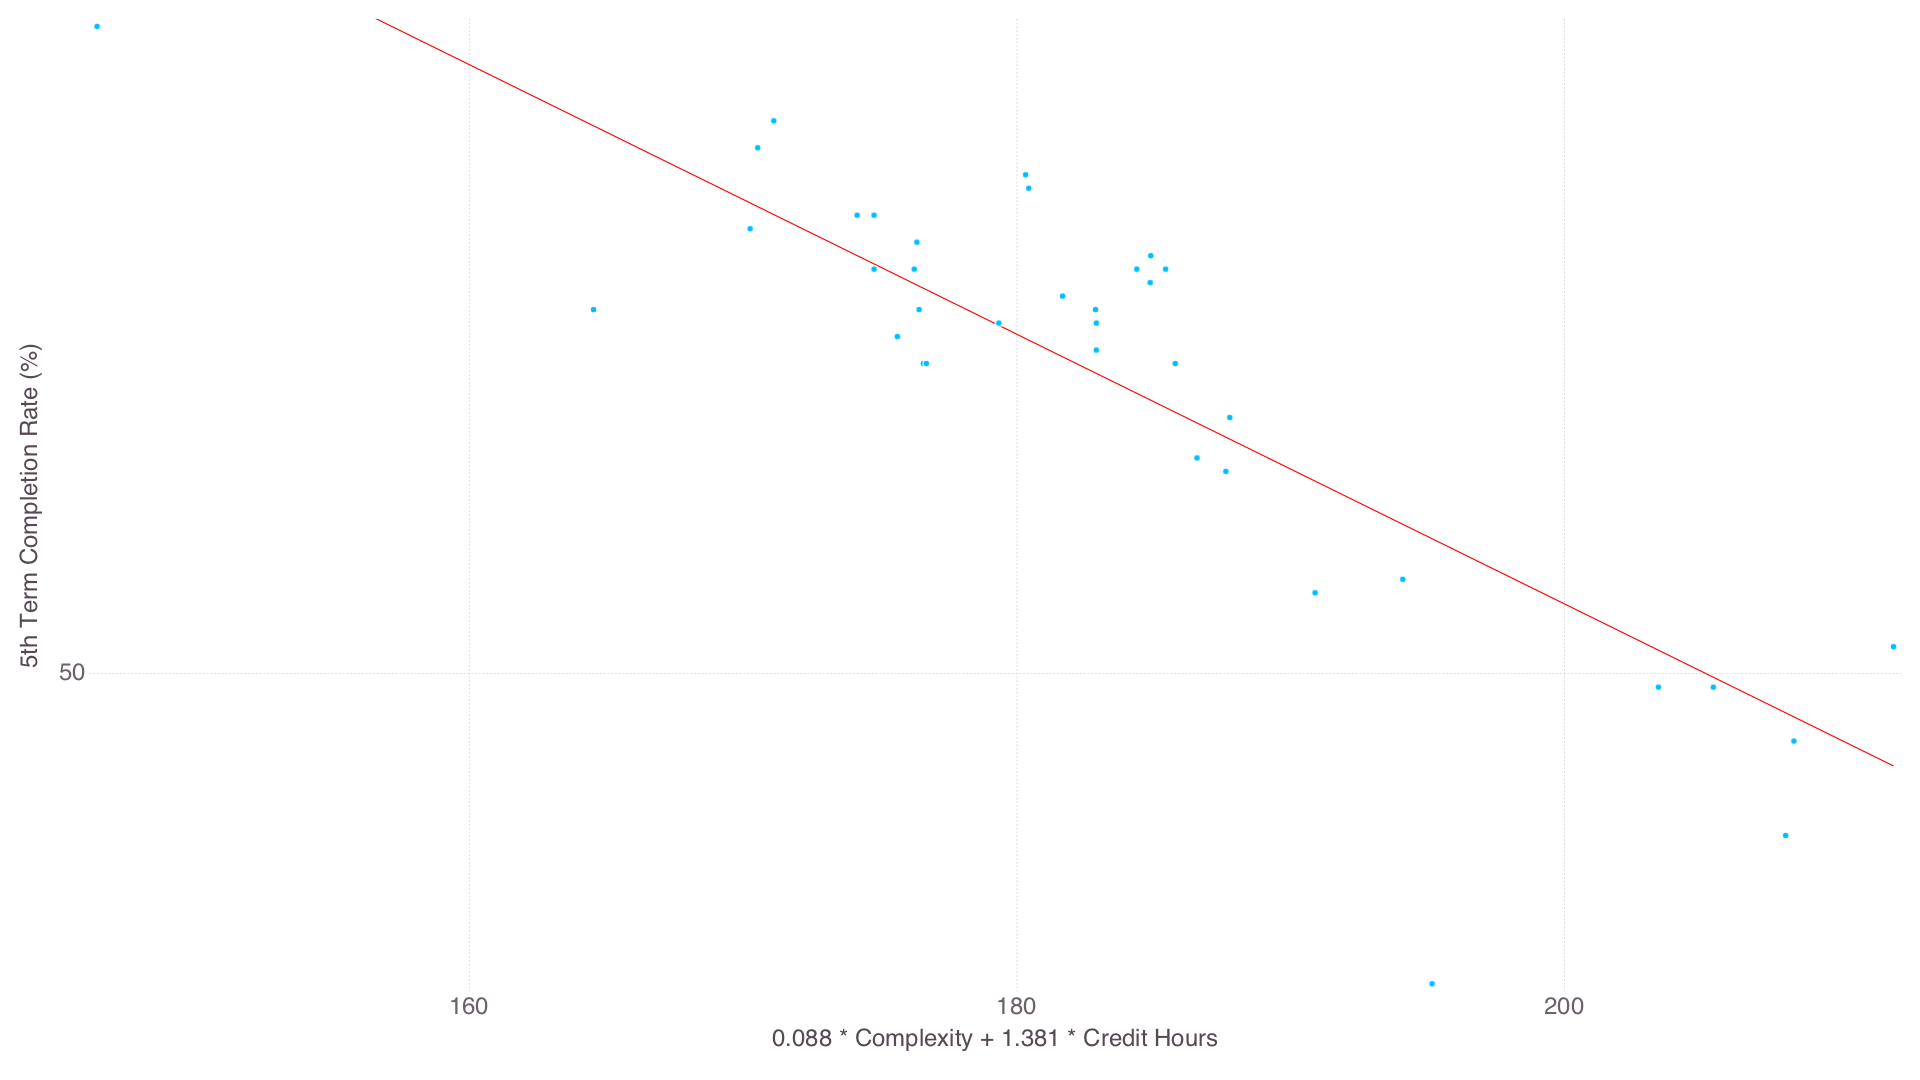 5th Term Completion Rate (%)
50
160 180 200
0.088 * Complexity + 1.381 * Credit Hours